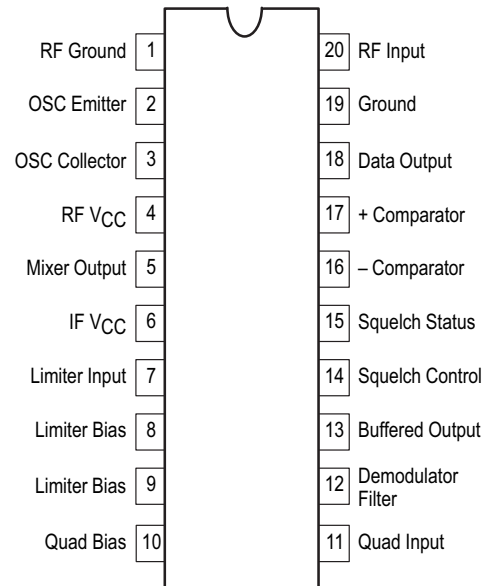 RF Ground 1
OSC Emitter 2
OSC Collector 3
RF VCC 4
Mixer Output 5
IF VCC 6
Limiter Input 7
Limiter Bias 8
Limiter Bias 9
Quad Bias 10
20 RF Input
19 Ground
18 Data Output
17 + Comparator
16 – Comparator
15 Squelch Status
14 Squelch Control
13 Buffered Output
12 Demodulator
Filter
11 Quad Input